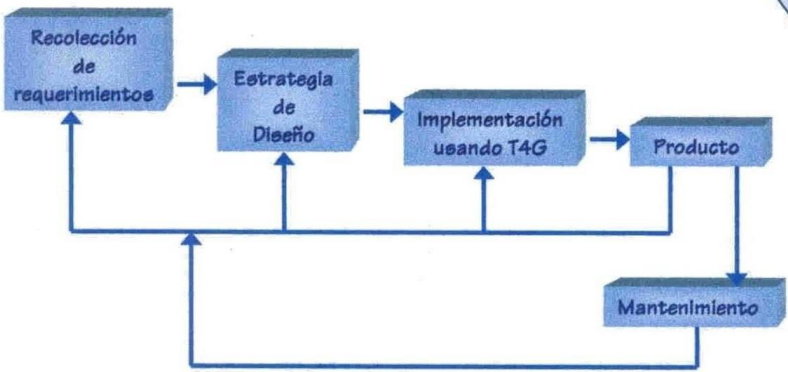 Recolección
de
requerimientos
Estrategia
de
Diseño
Implementación
usando T4G
Producto
Mantenimiento